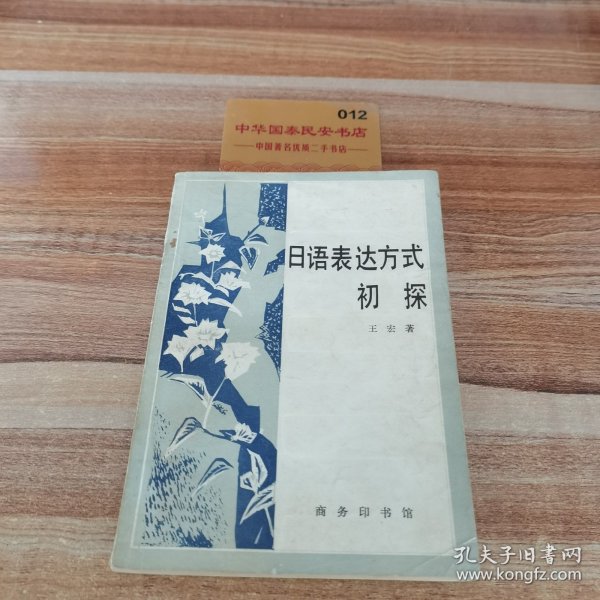 012
中华国泰民安书店
中国著名优质二手书店
日语表达方式
初探
王宏著
商务印书馆
孔夫子旧书网
www.kongfz.com